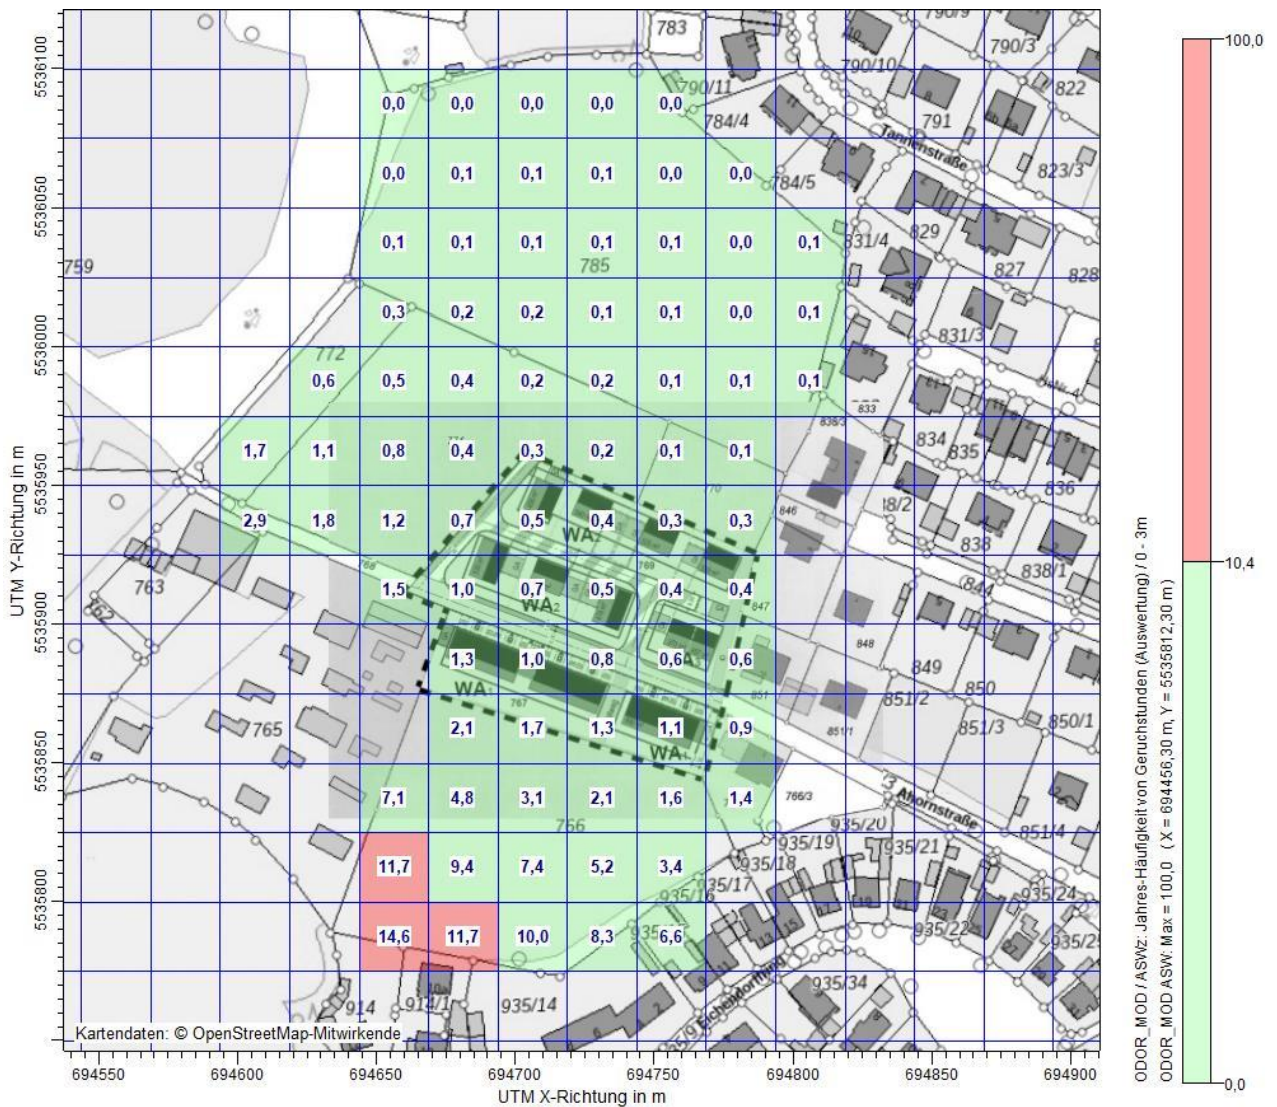 783
790/9
790/3
790/10
790/11
784/4
791
822
Tannenstraße
823/3
784/5
829
831/4
827
828
759
785
831/3
772
833
838/3
834
835
836
846
838
838/1
844
847
848
849
850
851/2
851/3
850/1
851/1
851
763
762
765
768
769
767
766
766/3
Ahornstraße
851/4
935/20
935/19
935/21
935/18
935/17
935/16
935/24
935/22
935/34
Eichendorffring
914
914/1
935/14
WA₂
WA₁
0,0 0,0 0,0 0,0 0,0
0,0 0,1 0,1 0,1 0,0 0,0
0,1 0,1 0,1 0,1 0,1 0,0 0,1
0,3 0,2 0,2 0,1 0,1 0,0 0,1
0,6 0,5 0,4 0,2 0,2 0,1 0,1 0,1
1,7 1,1 0,8 0,4 0,3 0,2 0,1 0,1
2,9 1,8 1,2 0,7 0,5 0,4 0,3 0,3
1,5 1,0 0,7 0,5 0,4 0,4
1,3 1,0 0,8 0,6 0,6
2,1 1,7 1,3 1,1 0,9
7,1 4,8 3,1 2,1 1,6 1,4
11,7 9,4 7,4 5,2 3,4
14,6 11,7 10,0 8,3 6,6
Kartendaten: © OpenStreetMap-Mitwirkende
UTM Y-Richtung in m
5536100
5536050
5536000
5535950
5535900
5535850
5535800
694550 694600 694650 694700 694750 694800 694850 694900
UTM X-Richtung in m
100,0
10,4
0,0
ODOR_MOD / ASWz: Jahres-Häufigkeit von Geruchstunden (Auswertung) / 0 - 3m
ODOR_MOD ASW: Max = 100,0 ( X = 694456,30 m, Y = 5535812,30 m)